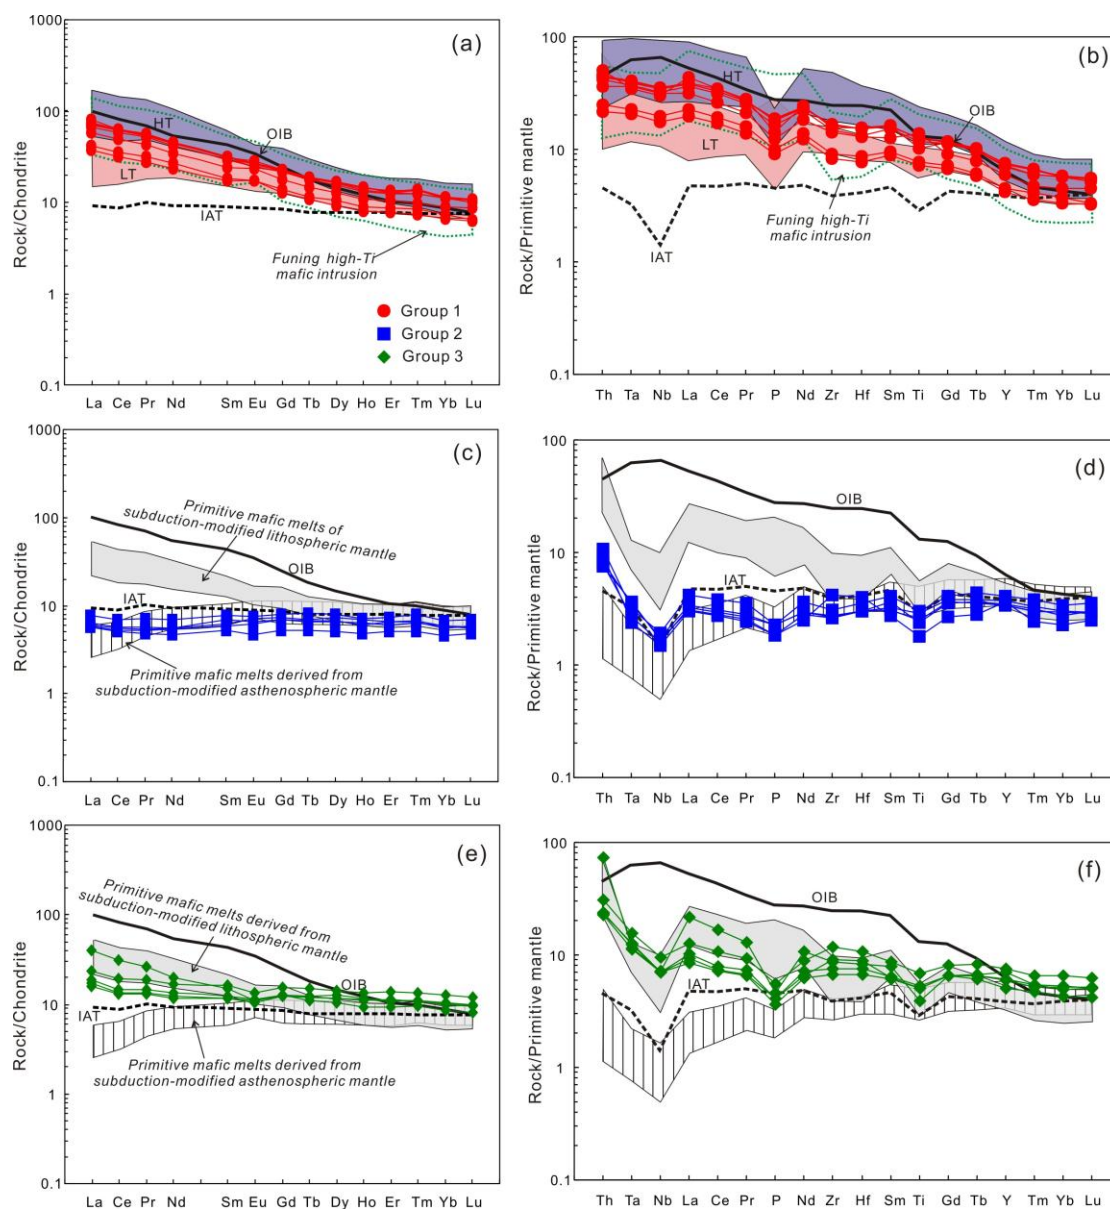 Rock/Chondrite
1000
100
10
1
0.1
(a)
HT
OIB
LT
IAT
Funing high-Ti
mafic intrusion
Group 1
Group 2
Group 3
La Ce Pr Nd Sm Eu Gd Tb Dy Ho Er Tm Yb Lu
Rock/Primitive mantle
100
10
1
0.1
(b)
HT
OIB
LT
IAT
Funing high-Ti
mafic intrusion
Th Ta Nb La Ce Pr P Nd Zr Hf Sm Ti Gd Tb Y Tm Yb Lu
Rock/Chondrite
1000
100
10
1
0.1
(c)
Primitive mafic melts of
subduction-modified lithospheric mantle
OIB
IAT
Primitive mafic melts derived from
subduction-modified asthenospheric mantle
La Ce Pr Nd Sm Eu Gd Tb Dy Ho Er Tm Yb Lu
Rock/Primitive mantle
100
10
1
0.1
(d)
OIB
IAT
Th Ta Nb La Ce Pr P Nd Zr Hf Sm Ti Gd Tb Y Tm Yb Lu
Rock/Chondrite
1000
100
10
1
0.1
(e)
Primitive mafic melts derived from
subduction-modified lithospheric mantle
OIB
IAT
Primitive mafic melts derived from
subduction-modified asthenospheric mantle
La Ce Pr Nd Sm Eu Gd Tb Dy Ho Er Tm Yb Lu
Rock/Primitive mantle
100
10
1
0.1
(f)
OIB
IAT
Th Ta Nb La Ce Pr P Nd Zr Hf Sm Ti Gd Tb Y Tm Yb Lu